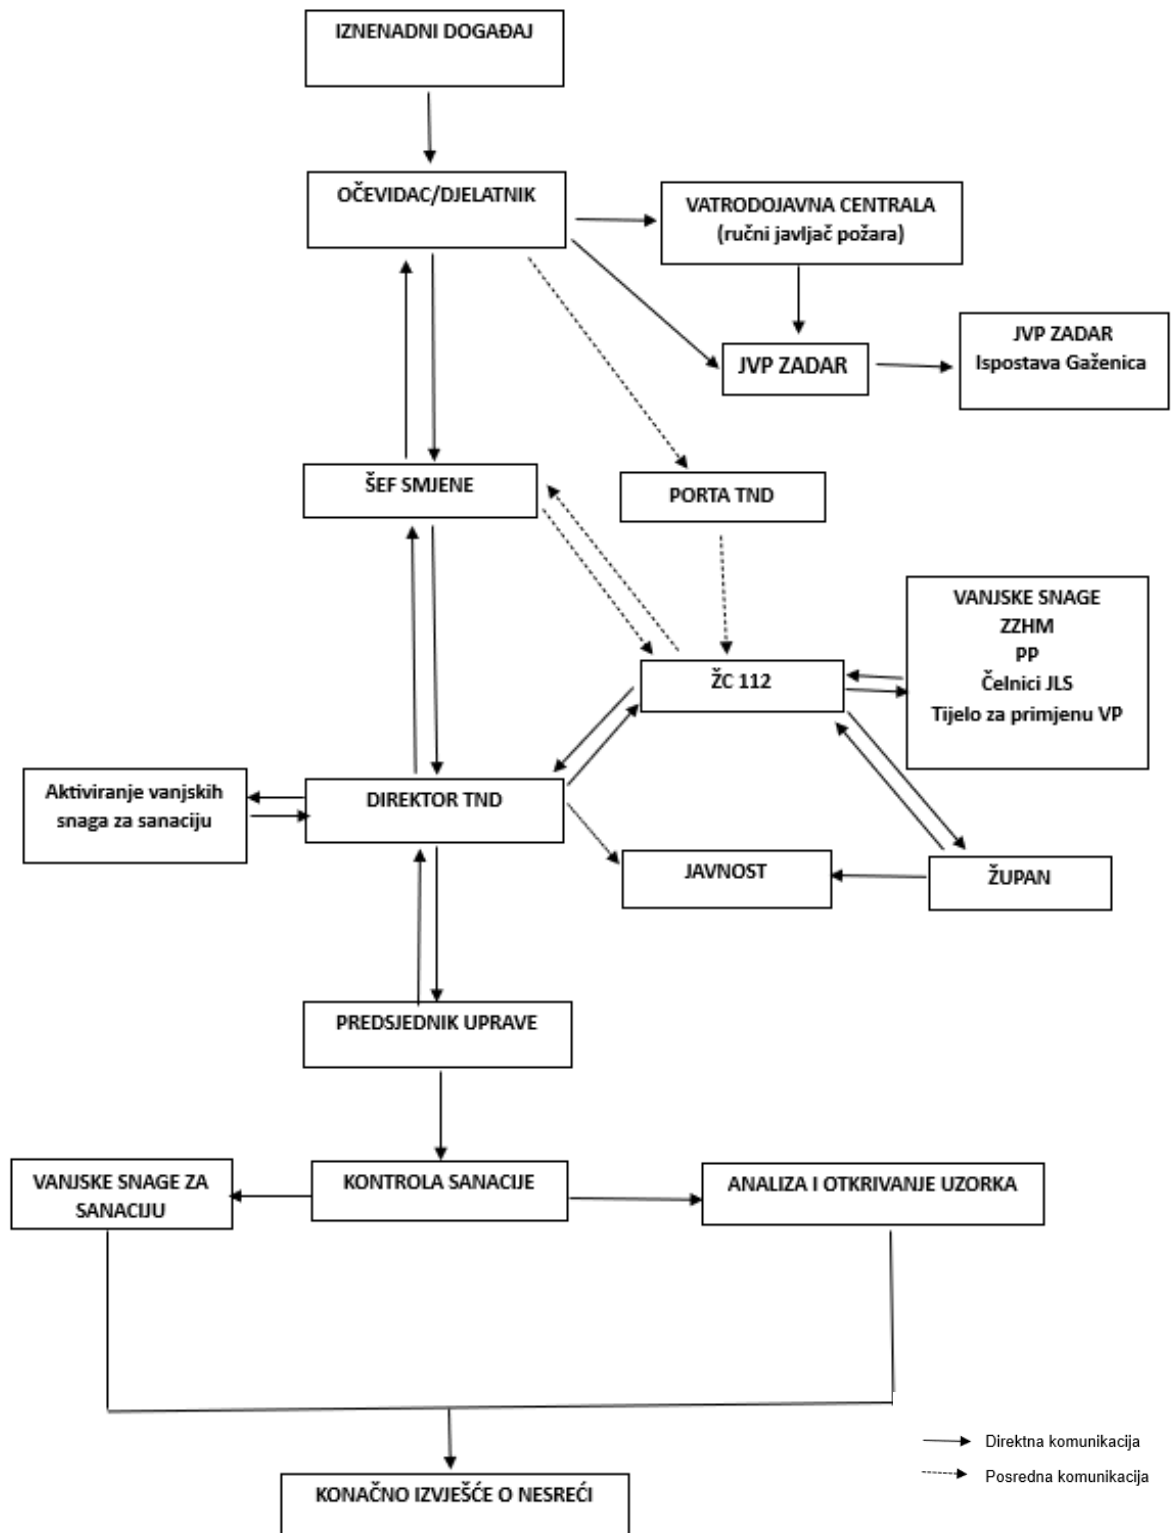 IZNENADNI DOGAĐAJ
OČEVIDAC/DJELATNIK
VATRODOJAVNA CENTRALA
(ručni javljač požara)
JVP ZADAR
JVP ZADAR
Ispostava Gaženica
ŠEF SMJENE
PORTA TND
VANJSKE SNAGE
ZZHM
PP
Čelnici JLS
Tijelo za primjenu VP
ŽC 112
Aktiviranje vanjskih
snaga za sanaciju
DIREKTOR TND
JAVNOST
ŽUPAN
PREDSJEDNIK UPRAVE
VANJSKE SNAGE ZA
SANACIJU
KONTROLA SANACIJE
ANALIZA I OTKRIVANJE UZORKA
Direktna komunikacija
Posredna komunikacija
KONAČNO IZVJEŠĆE O NESREĆI